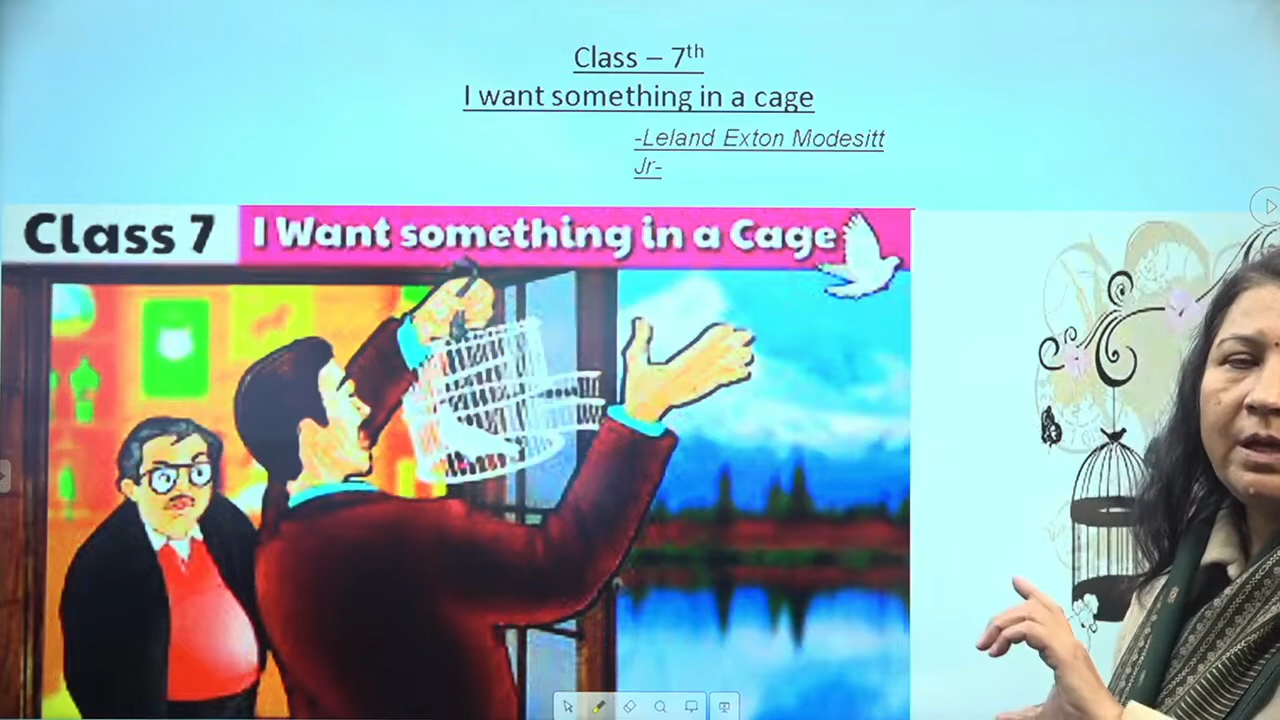 Class – 7th
I want something in a cage
-Leland Exton Modesitt
Jr-
Class 7
I Want something in a Cage